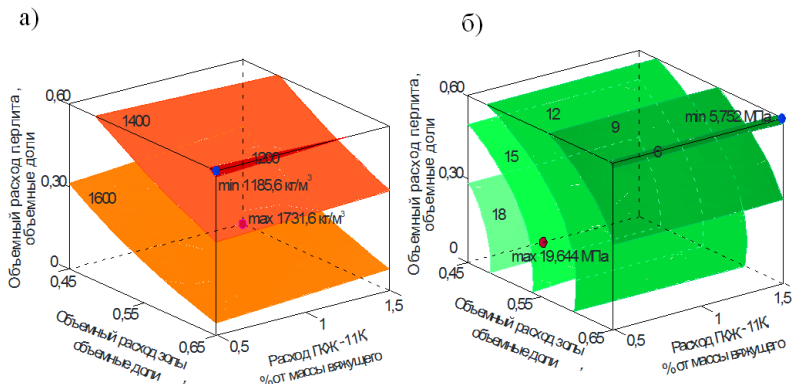 а)
Объемный расход перлита ,
объемные доли
0,60
0,30
0
0,45
0,55
0,65
Объемный расход золы ,
объемные доли
0,5
1
1,5
Расход ГКЖ -11К,
% от массы вяжущего
1400
1200
1600
min 1185,6 кг/м³
max 1731,6 кг/м³
б)
Объемный расход перлита ,
объемные доли
0,60
0,30
0
0,45
0,55
0,65
Объемный расход золы ,
объемные доли
0,5
1
1,5
Расход ГКЖ -11К,
% от массы вяжущего
12
9
6
15
18
min 5,752 МПа
max 19,644 МПа